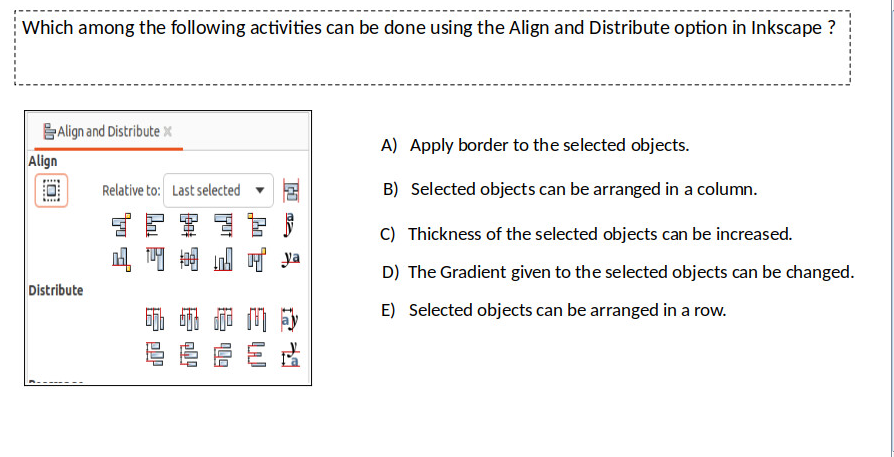 Which among the following activities can be done using the Align and Distribute option in Inkscape ?
Align and Distribute
Align
Relative to: Last selected
Distribute
A) Apply border to the selected objects.
B) Selected objects can be arranged in a column.
C) Thickness of the selected objects can be increased.
D) The Gradient given to the selected objects can be changed.
E) Selected objects can be arranged in a row.